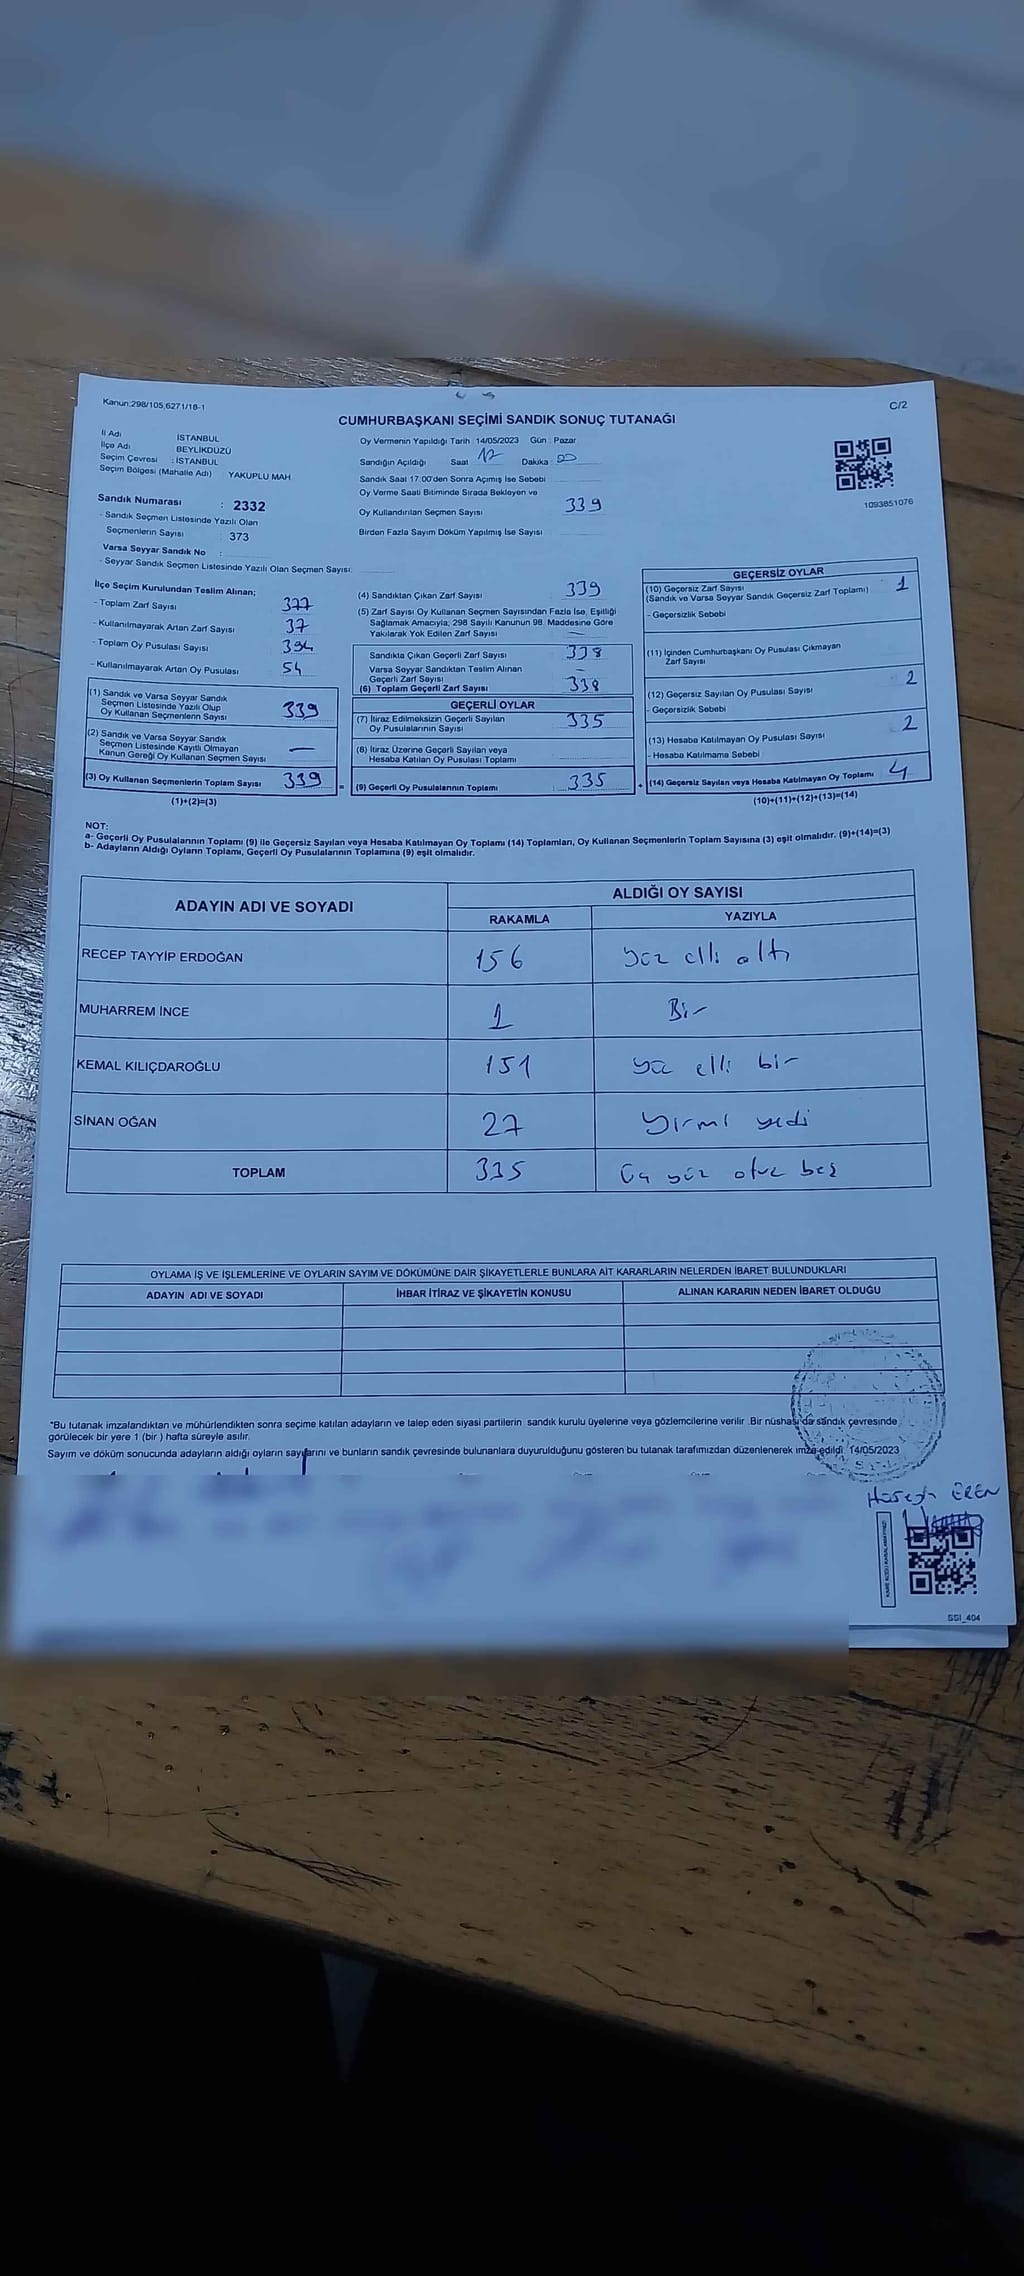 Kanun;298/105,6271/18-1
C/2
CUMHURBAŞKANI SEÇİMİ SANDIK SONUÇ TUTANAĞI
İl Adı İSTANBUL
İlçe Adı BEYLİKDÜZÜ
Seçim Çevresi : İSTANBUL
Seçim Bölgesi (Mahalle Adı) YAKUPLU MAH
Sandık Numarası : 2332
- Sandık Seçmen Listesinde Yazılı Olan
Seçmenlerin Sayısı : 373
Varsa Seyyar Sandık No :
- Seyyar Sandık Seçmen Listesinde Yazılı Olan Seçmen Sayısı:
Oy Vermenin Yapıldığı Tarih 14/05/2023 Gün Pazar
Sandığın Açıldığı Saat 17 Dakika 00
Sandık Saat 17:00'den Sonra Açımış İse Sebebi
Oy Verme Saati Bitiminde Sırada Bekleyen ve
Oy Kullandırılan Seçmen Sayısı 339
Birden Fazla Sayım Döküm Yapılmış İse Sayısı
1093851076
İlçe Seçim Kurulundan Teslim Alınan;
- Toplam Zarf Sayısı 377
- Kullanılmayarak Artan Zarf Sayısı 37
- Toplam Oy Pusulası Sayısı 394
- Kullanılmayarak Artan Oy Pusulası 54
(1) Sandık ve Varsa Seyyar Sandık
Seçmen Listesinde Yazılı Olup
Oy Kullanan Seçmenlerin Sayısı 339
(2) Sandık ve Varsa Seyyar Sandık
Seçmen Listesinde Kayıtlı Olmayan
Kanun Gereği Oy Kullanan Seçmen Sayısı —
(3) Oy Kullanan Seçmenlerin Toplam Sayısı 339 =
(1)+(2)=(3)
(4) Sandıktan Çıkan Zarf Sayısı 339
(5) Zarf Sayısı Oy Kullanan Seçmen Sayısından Fazla İse, Eşitliği
Sağlamak Amacıyla; 298 Sayılı Kanunun 98. Maddesine Göre
Yakılarak Yok Edilen Zarf Sayısı —
Sandıkta Çıkan Geçerli Zarf Sayısı 338
Varsa Seyyar Sandıktan Teslim Alınan
Geçerli Zarf Sayısı —
(6) Toplam Geçerli Zarf Sayısı 338
GEÇERLİ OYLAR
(7) İtiraz Edilmeksizin Geçerli Sayılan
Oy Pusulalarının Sayısı 335
(8) İtiraz Üzerine Geçerli Sayılan veya
Hesaba Katılan Oy Pusulası Toplamı
(9) Geçerli Oy Pusulalarının Toplamı 335 +
GEÇERSİZ OYLAR
(10) Geçersiz Zarf Sayısı 1
(Sandık ve Varsa Seyyar Sandık Geçersiz Zarf Toplamı)
- Geçersizlik Sebebi
(11) İçinden Cumhurbaşkanı Oy Pusulası Çıkmayan
Zarf Sayısı
(12) Geçersiz Sayılan Oy Pusulası Sayısı 2
- Geçersizlik Sebebi
(13) Hesaba Katılmayan Oy Pusulası Sayısı 2
- Hesaba Katılmama Sebebi
(14) Geçersiz Sayılan veya Hesaba Katılmayan Oy Toplamı 4
(10)+(11)+(12)+(13)=(14)
NOT:
a- Geçerli Oy Pusulalarının Toplamı (9) ile Geçersiz Sayılan veya Hesaba Katılmayan Oy Toplamı (14) Toplamları, Oy Kullanan Seçmenlerin Toplam Sayısına (3) eşit olmalıdır. (9)+(14)=(3)
b- Adayların Aldığı Oyların Toplamı, Geçerli Oy Pusulalarının Toplamına (9) eşit olmalıdır.
ADAYIN ADI VE SOYADI ALDIĞI OY SAYISI
RAKAMLA YAZIYLA
RECEP TAYYİP ERDOĞAN 156 yüz elli altı
MUHARREM İNCE 1 Bir
KEMAL KILIÇDAROĞLU 151 yüz elli bir
SİNAN OĞAN 27 yirmi yedi
TOPLAM 335 Üç yüz otuz beş
OYLAMA İŞ VE İŞLEMLERİNE VE OYLARIN SAYIM VE DÖKÜMÜNE DAİR ŞİKAYETLERLE BUNLARA AİT KARARLARIN NELERDEN İBARET BULUNDUKLARI
ADAYIN ADI VE SOYADI İHBAR İTİRAZ VE ŞİKAYETİN KONUSU ALINAN KARARIN NEDEN İBARET OLDUĞU
"Bu tutanak imzalandıktan ve mühürlendikten sonra seçime katılan adayların ve talep eden siyasi partilerin sandık kurulu üyelerine veya gözlemcilerine verilir. Bir nüshası da sandık çevresinde
görülecek bir yere 1 (bir ) hafta süreyle asılır.
Sayım ve döküm sonucunda adayların aldığı oyların sayılarını ve bunların sandık çevresinde bulunanlara duyurulduğunu gösteren bu tutanak tarafımızdan düzenlenerek imza edildi 14/05/2023
Hüseyin EREN
SSI_404